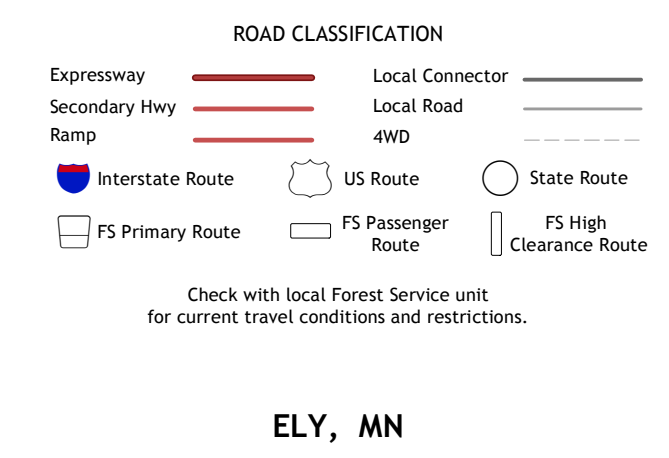 ROAD CLASSIFICATION
Expressway
Local Connector
Secondary Hwy
Local Road
Ramp
4WD
Interstate Route
US Route
State Route
FS Primary Route
FS Passenger
Route
FS High
Clearance Route
Check with local Forest Service unit
for current travel conditions and restrictions.
ELY, MN